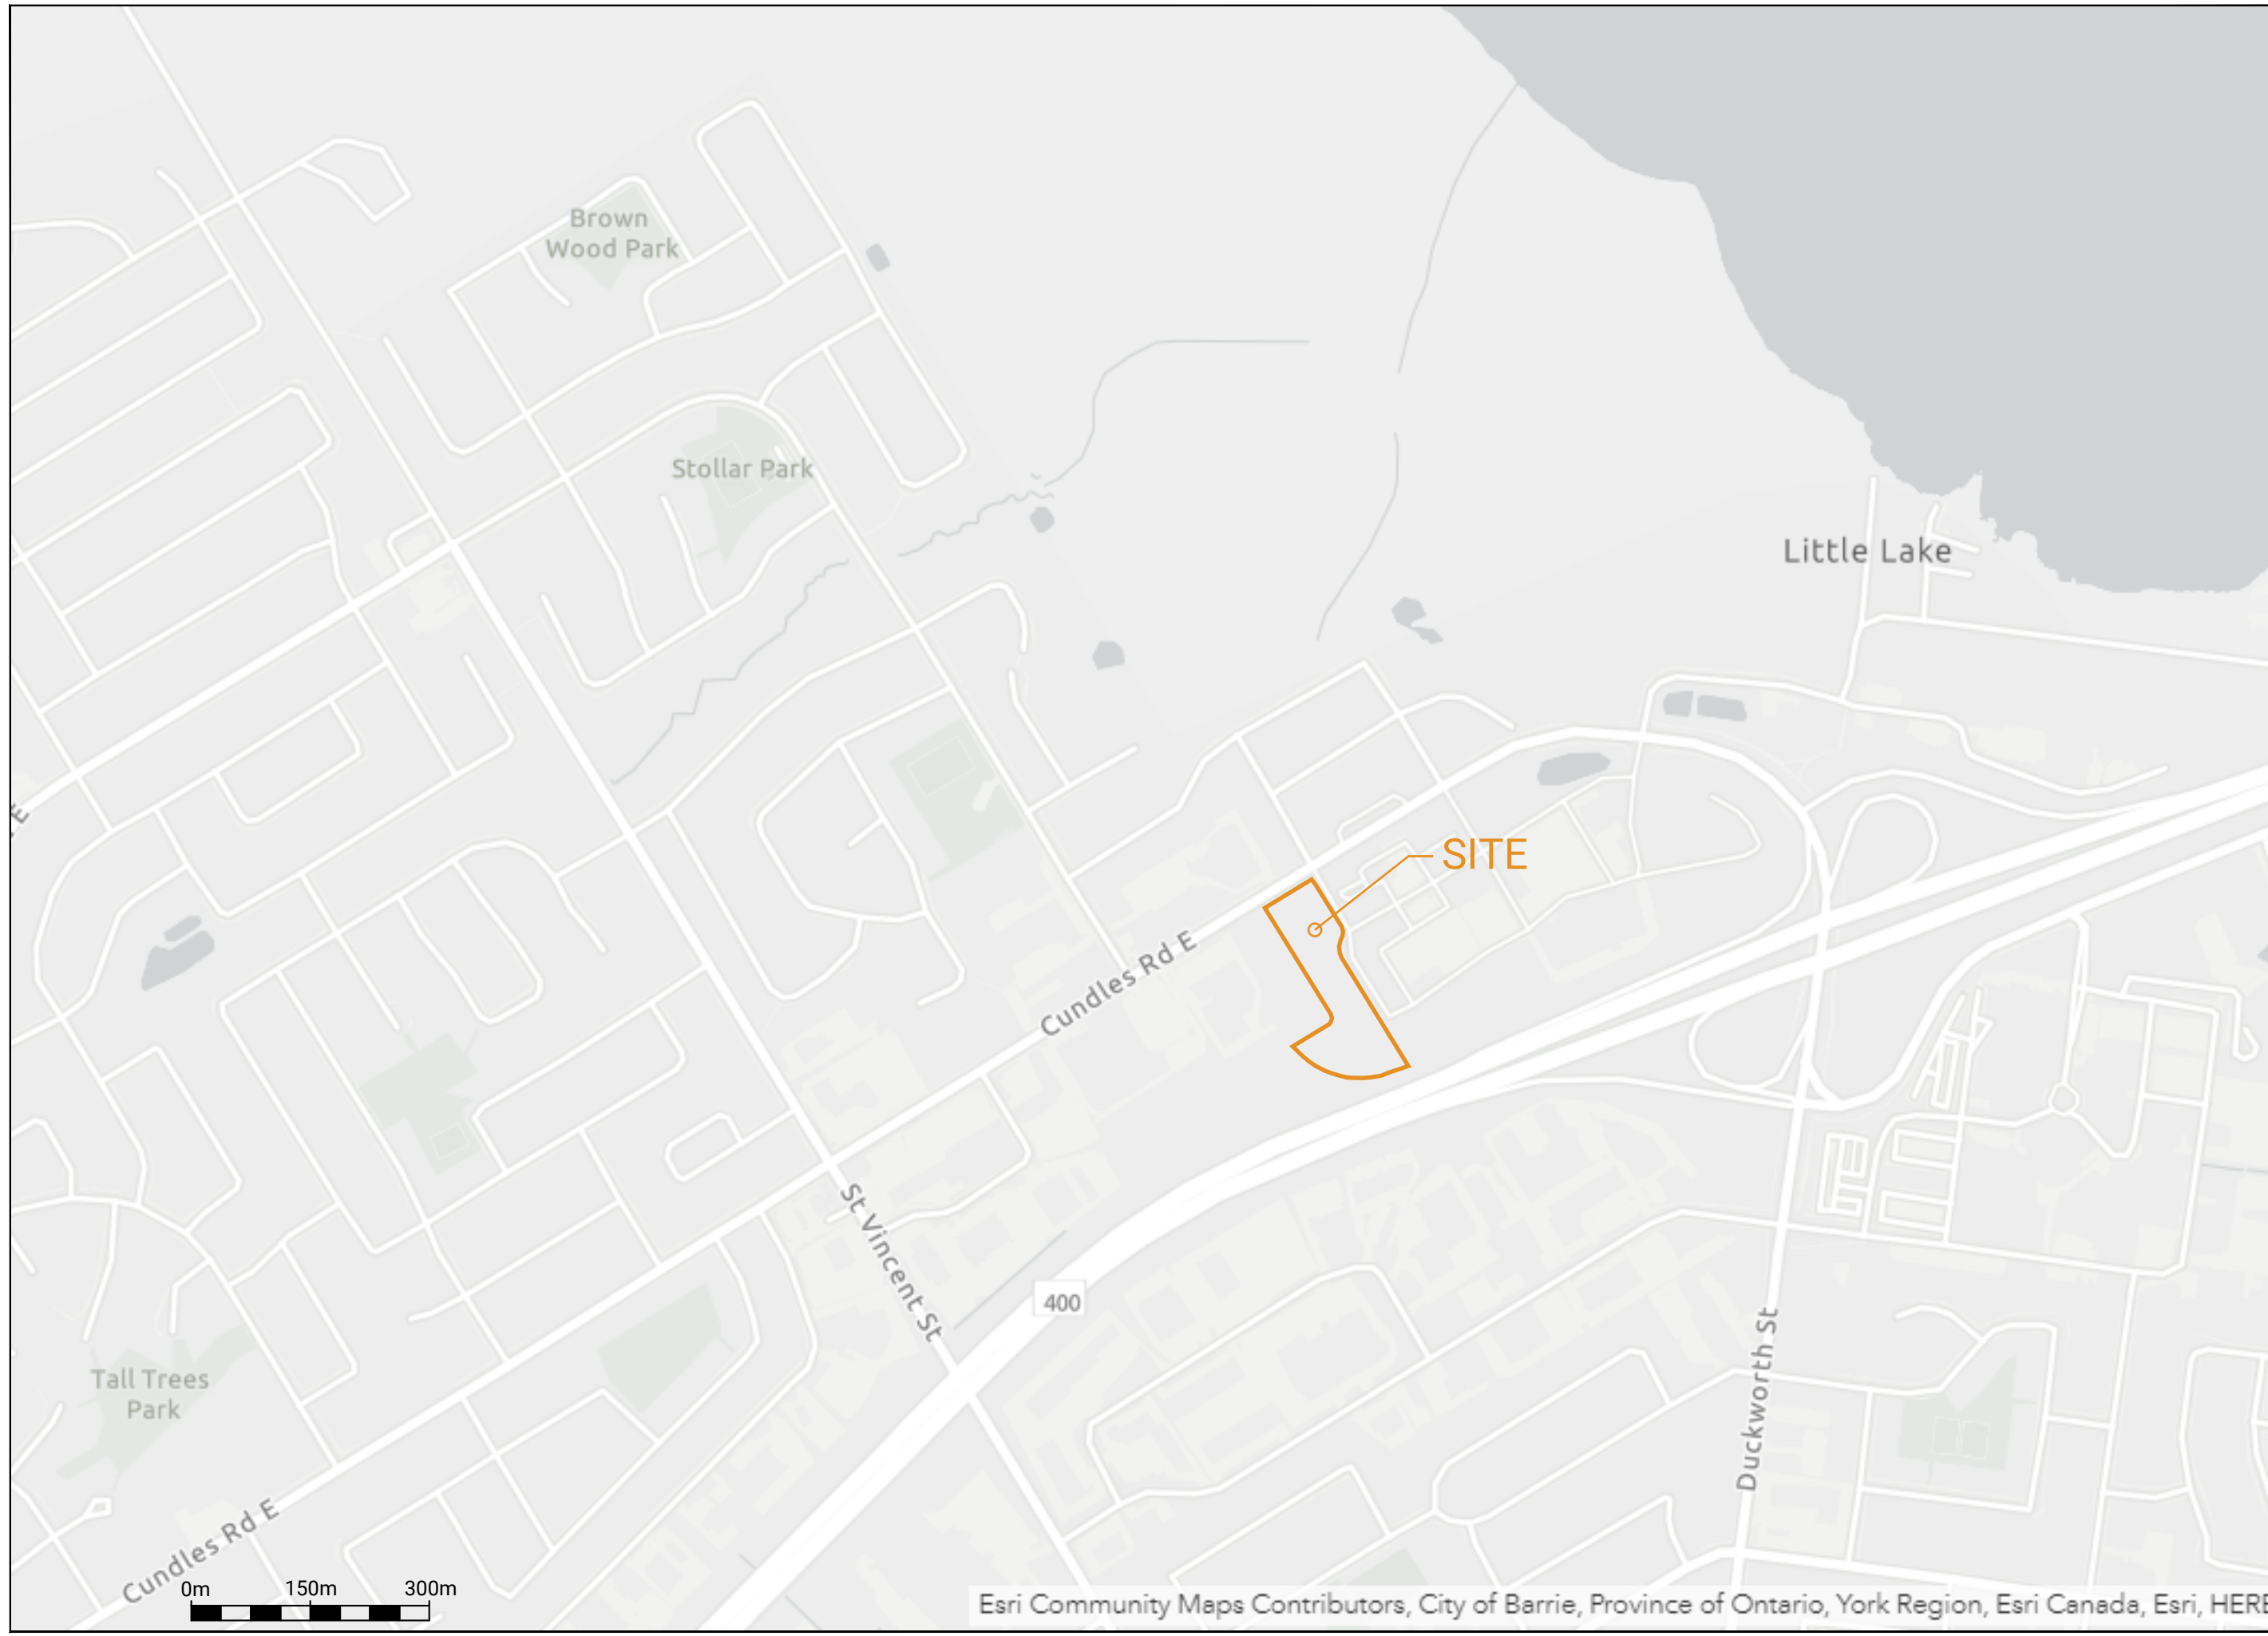 Brown
Wood Park
Stollar Park
Little Lake
E
SITE
Cundles Rd E
St Vincent St
400
Duckworth St
Tall Trees
Park
Cundles Rd E
0m 150m 300m
Esri Community Maps Contributors, City of Barrie, Province of Ontario, York Region, Esri Canada, Esri, HERE